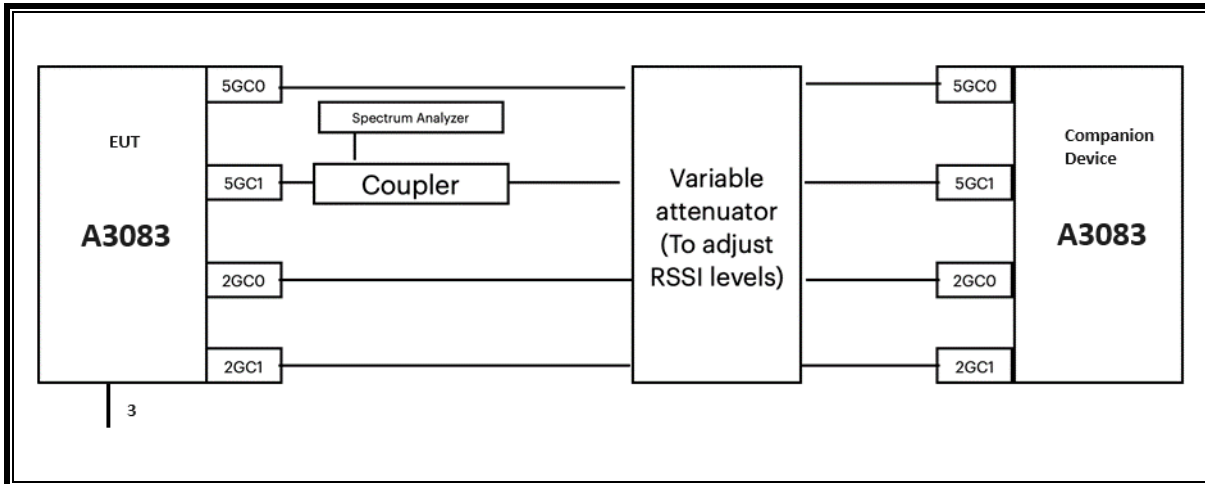 5GC0
5GC0
Spectrum Analyzer
EUT
Companion
Device
5GC1
Coupler
Variable
attenuator
(To adjust
RSSI levels)
5GC1
A3083
A3083
2GC0
2GC0
2GC1
2GC1
3